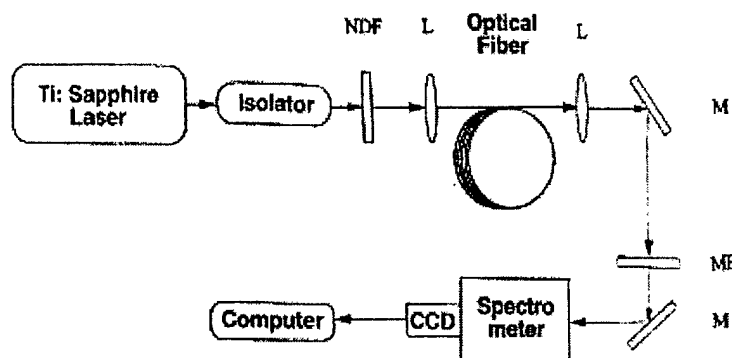 NDF
L
Optical
Fiber
L
Ti: Sapphire
Laser
Isolator
M
M
Computer
CCD
Spectro
meter